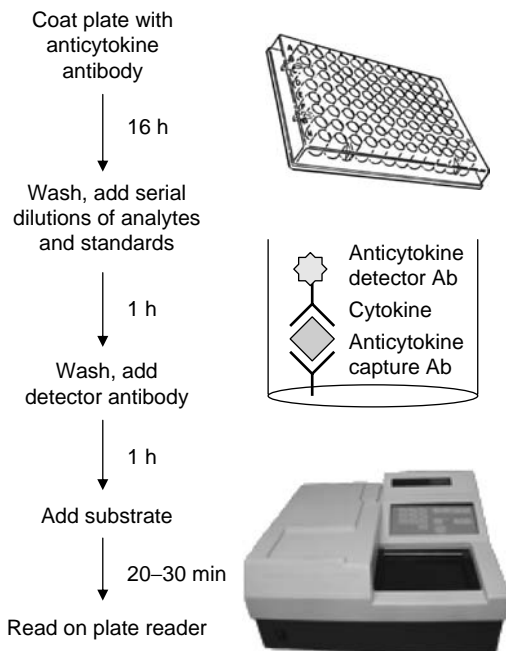 Coat plate with
anticytokine
antibody
16 h
Wash, add serial
dilutions of analytes
and standards
1 h
Wash, add
detector antibody
1 h
Add substrate
20–30 min
Read on plate reader
Anticytokine
detector Ab
Cytokine
Anticytokine
capture Ab